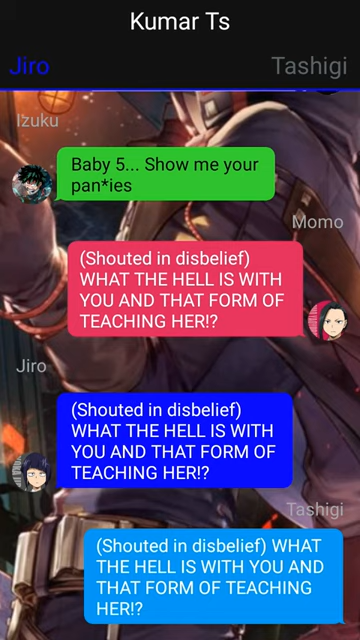 Kumar Ts
Jiro
Tashigi
Izuku
Baby 5... Show me your
pan*ies
Momo
(Shouted in disbelief)
WHAT THE HELL IS WITH
YOU AND THAT FORM OF
TEACHING HER!?
Jiro
(Shouted in disbelief)
WHAT THE HELL IS WITH
YOU AND THAT FORM OF
TEACHING HER!?
Tashigi
(Shouted in disbelief) WHAT
THE HELL IS WITH YOU AND
THAT FORM OF TEACHING
HER!?